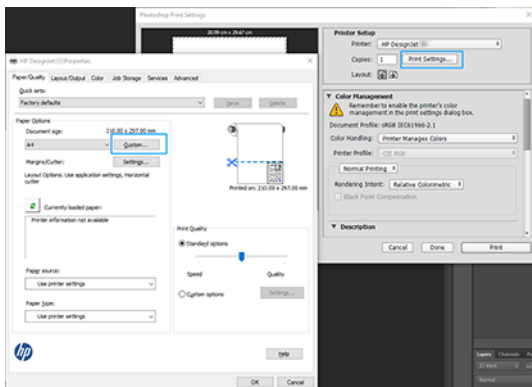 Photoshop Print Settings
20.99 cm x 29.67 cm
Printer Setup
Printer: HP DesignJet
Copies: 1 Print Settings...
Layout:
Color Management
Remember to enable the printer's color
management in the print settings dialog box.
Document Profile: sRGB IEC61966-2.1
Color Handling: Printer Manages Colors
Printer Profile: CIE RGB
Normal Printing
Rendering Intent: Relative Colorimetric
Black Point Compensation
Description
Cancel Done Print
HP DesignJet Properties
Paper/Quality Layout/Output Color Job Storage Services Advanced
Quick sets:
Factory defaults Save Delete
Paper Options
Document size: 210.00 x 297.00 mm
A4 Custom...
Margins/Cutter: Settings...
Layout Options: Use application settings, Horizontal
cutter
Currently loaded paper:
Printer information not available
Paper source:
Use printer settings
Paper type:
Use printer settings
Printed on: 210.00 x 297.00 mm
Print Quality
Standard options
Speed Quality
Custom options Settings...
hp
Help
OK Cancel
Layers Channels
Kind
Normal